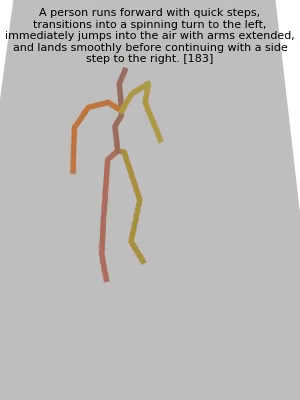 A person runs forward with quick steps,
transitions into a spinning turn to the left,
immediately jumps into the air with arms extended,
and lands smoothly before continuing with a side
step to the right. [183]